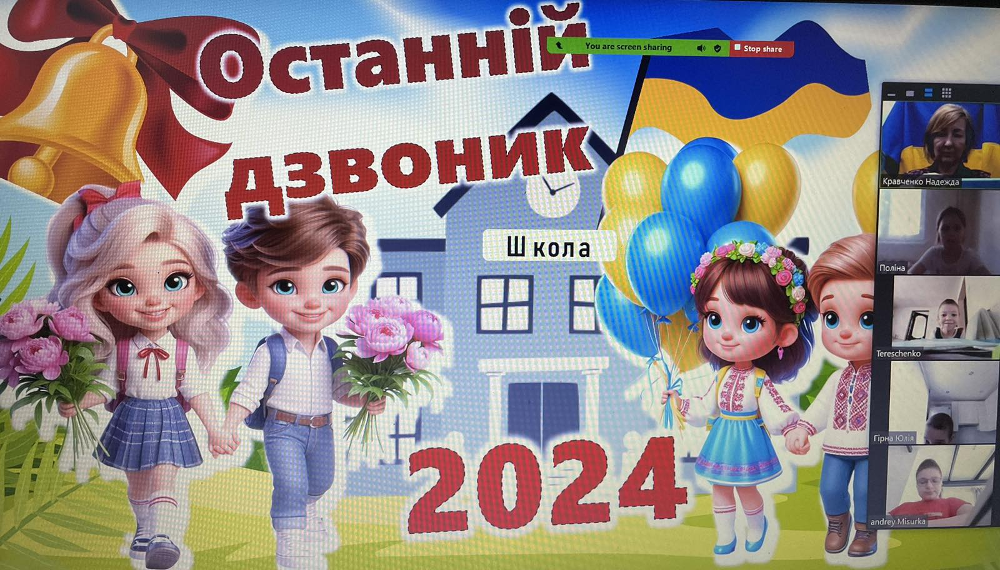 Останній
You are screen sharing
Stop share
дзвоник
Школа
2024
Кравченко Надежда
Поліна
Tereschenko
Гірна Юлія
andrey Misurka